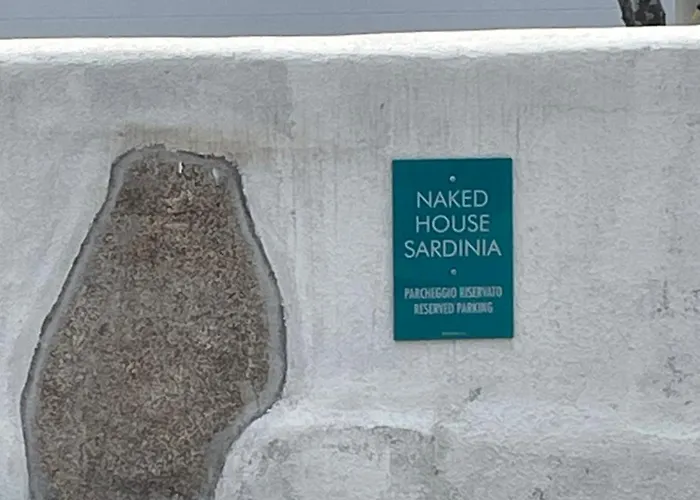 NAKED
HOUSE
SARDINIA
PARCHEGGIO RISERVATO
RESERVED PARKING